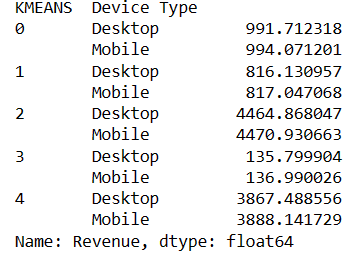 KMEANS  Device Type
0       Desktop         991.712318
        Mobile          994.071201
1       Desktop         816.130957
        Mobile          817.047068
2       Desktop        4464.868047
        Mobile         4470.930663
3       Desktop         135.799904
        Mobile          136.990026
4       Desktop        3867.488556
        Mobile         3888.141729
Name: Revenue, dtype: float64